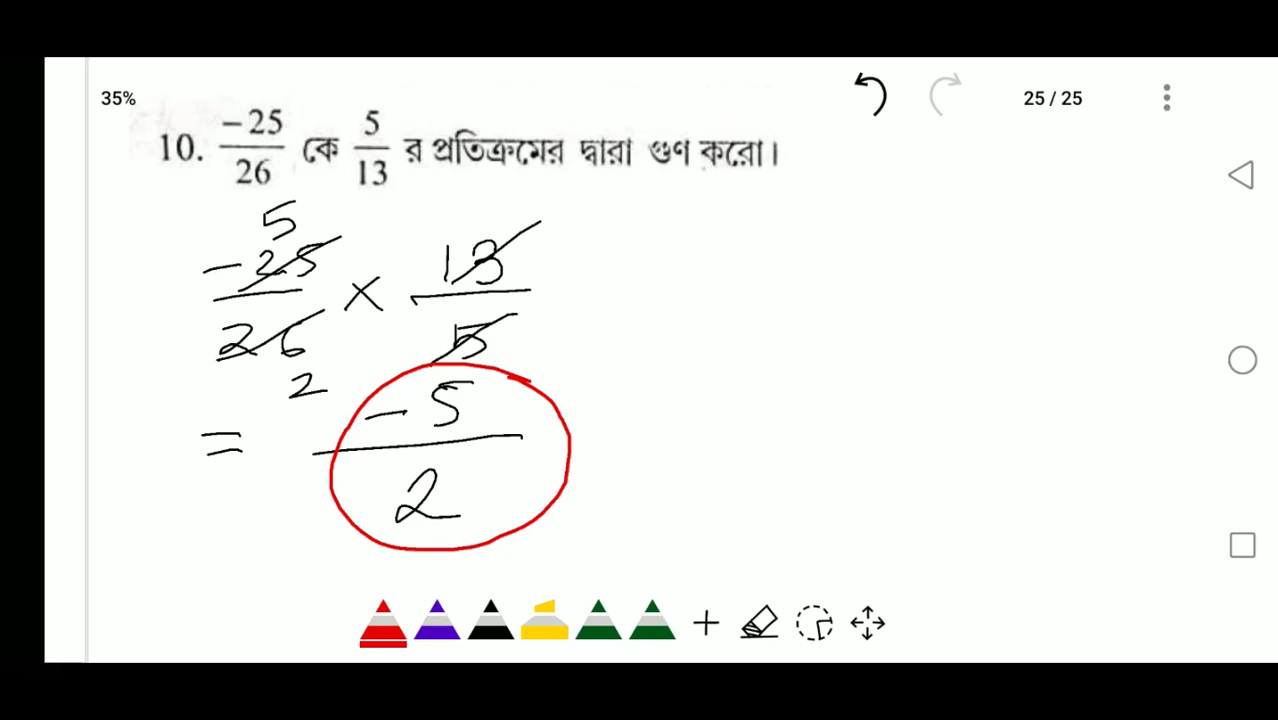 35%
25 / 25
10. -25/26 কে 5/13 র প্রতিক্রমের দ্বারা গুণ করো।
5
-25/26 × 13/5
2
= -5/2